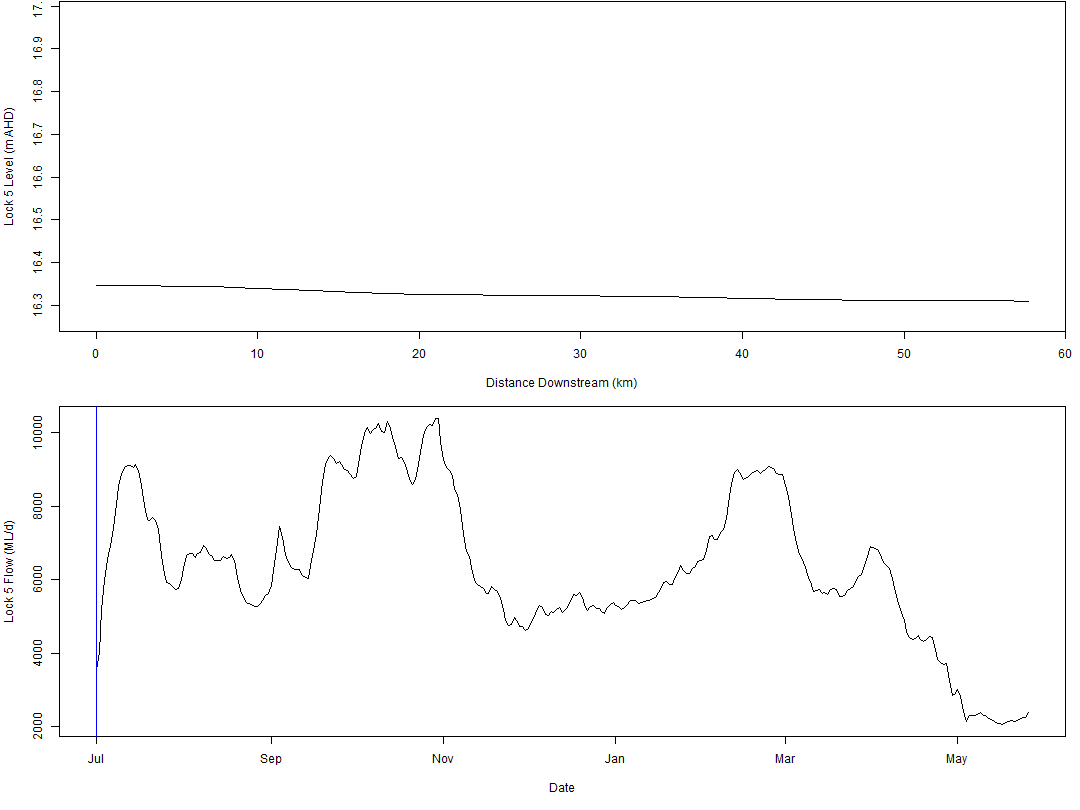 17.
16.9
16.8
16.7
16.6
16.5
16.4
16.3
Lock 5 Level (m AHD)
0 10 20 30 40 50 60
Distance Downstream (km)
10000
8000
6000
4000
2000
Lock 5 Flow (ML/d)
Jul Sep Nov Jan Mar May
Date